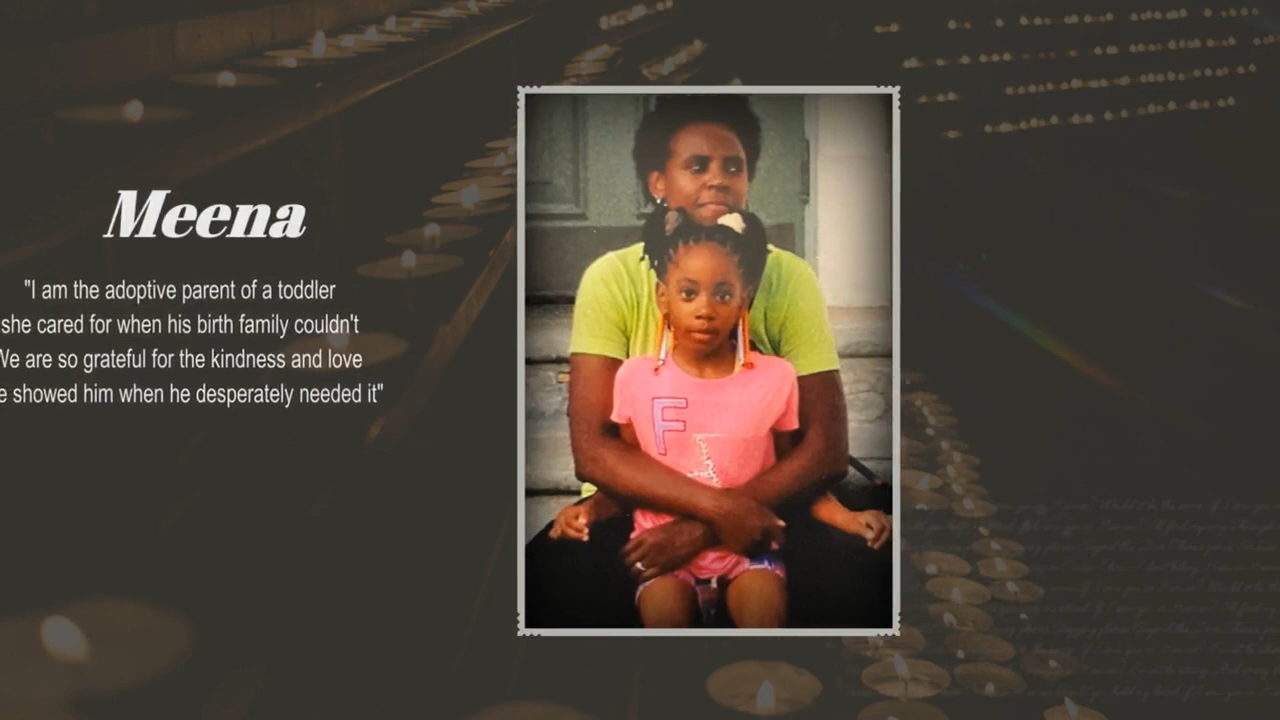 Meena
"I am the adoptive parent of a toddler
she cared for when his birth family couldn't
We are so grateful for the kindness and love
e showed him when he desperately needed it"
F